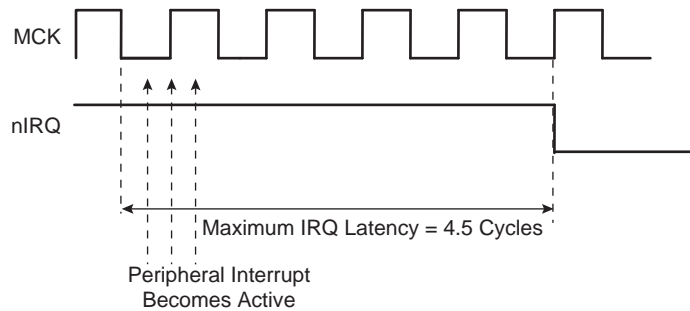 MCK
nIRQ
Maximum IRQ Latency = 4.5 Cycles
Peripheral Interrupt
Becomes Active